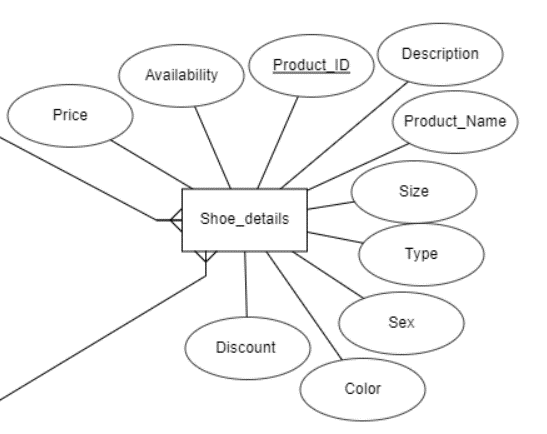 Description
Product_ID
Availability
Price
Product_Name
Size
Shoe_details
Type
Sex
Discount
Color